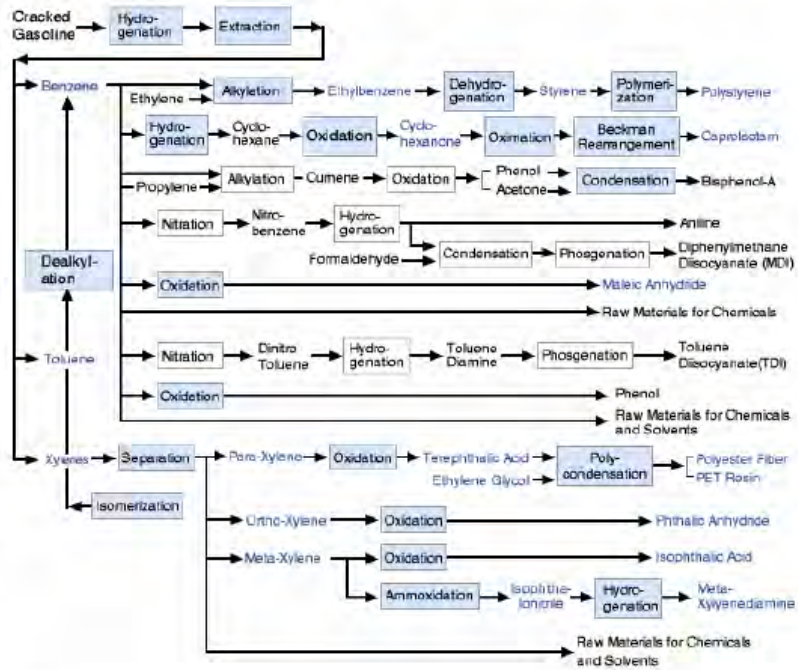 Cracked
Gasoline
Hydro-
genation
Extraction
Benzene
Ethylene
Alkylation
Ethylbenzene
Dehydro-
genation
Styrene
Polymeri-
zation
Polystyrene
Hydro-
genation
Cyclo-
hexane
Oxidation
Cyclo-
hexanone
Oximation
Beckman
Rearrangement
Caprolactam
Propylene
Alkylation
Cumene
Oxidation
Phenol
Acetone
Condensation
Bisphenol-A
Nitration
Nitro-
benzene
Hydro-
genation
Aniline
Formaldehyde
Condensation
Phosgenation
Diphenylmethane
Diisocyanate (MDI)
Dealkyl-
ation
Oxidation
Maleic Anhydride
Raw Materials for Chemicals
Toluene
Nitration
Dinitro
Toluene
Hydro-
genation
Toluene
Diamine
Phosgenation
Toluene
Diisocyanate(TDI)
Oxidation
Phenol
Raw Materials for Chemicals
and Solvents
Xylenes
Separation
Para-Xylene
Oxidation
Terephthalic Acid
Ethylene Glycol
Poly-
condensation
Polyester Fiber
PET Resin
Isomerization
Ortho-Xylene
Oxidation
Phthalic Anhydride
Meta-Xylene
Oxidation
Isophthalic Acid
Ammoxidation
Isophtha-
lonitrile
Hydro-
genation
Meta-
Xylyenediamine
Raw Materials for Chemicals
and Solvents